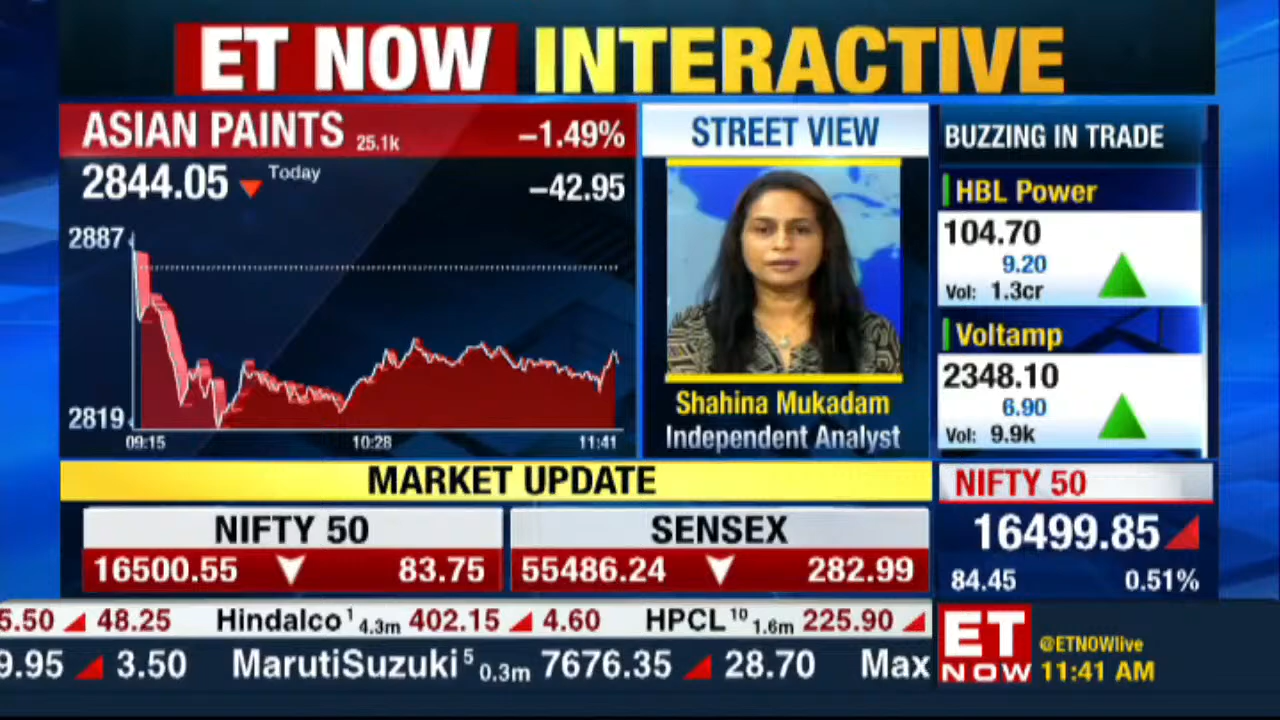 ET NOW INTERACTIVE
ASIAN PAINTS 25.1k -1.49%
2844.05 Today -42.95
2887
2819
09:15 10:28 11:41
STREET VIEW
Shahina Mukadam
Independent Analyst
BUZZING IN TRADE
HBL Power
104.70
9.20
Vol: 1.3cr
Voltamp
2348.10
6.90
Vol: 9.9k
MARKET UPDATE
NIFTY 50
16500.55 83.75
SENSEX
55486.24 282.99
NIFTY 50
16499.85
84.45 0.51%
5.50 48.25 Hindalco 1 4.3m 402.15 4.60 HPCL 10 1.6m 225.90
9.95 3.50 MarutiSuzuki 5 0.3m 7676.35 28.70 Max
ET NOW
@ETNOWlive
11:41 AM